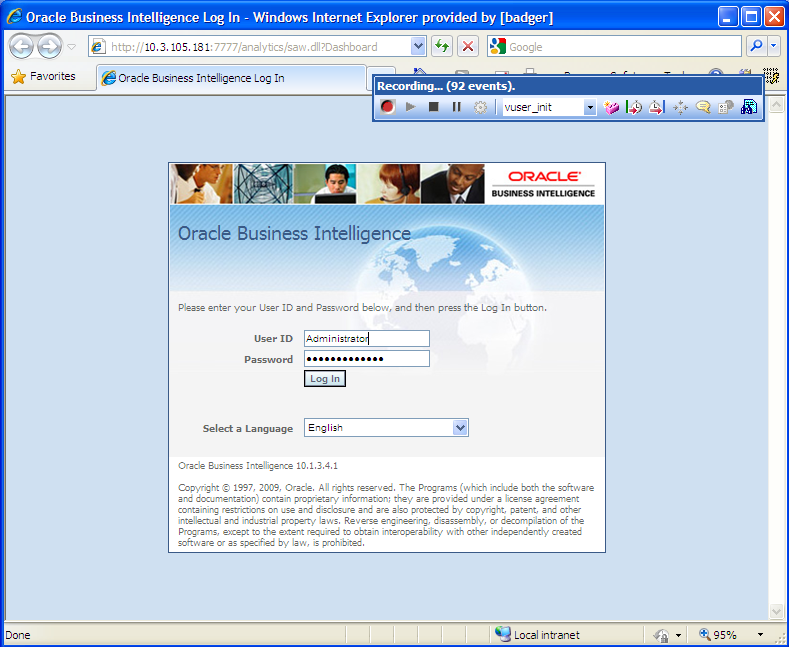 Oracle Business Intelligence Log In - Windows Internet Explorer provided by [badger]
http://10.3.105.181:7777/analytics/saw.dll?Dashboard
Google
Favorites
Oracle Business Intelligence Log In
Recording... (92 events).
vuser_init
ORACLE
BUSINESS INTELLIGENCE
Oracle Business Intelligence
Please enter your User ID and Password below, and then press the Log In button.
User ID
Administrator
Password
Log In
Select a Language
English
Oracle Business Intelligence 10.1.3.4.1
Copyright © 1997, 2009, Oracle. All rights reserved. The Programs (which include both the software
and documentation) contain proprietary information; they are provided under a license agreement
containing restrictions on use and disclosure and are also protected by copyright, patent, and other
intellectual and industrial property laws. Reverse engineering, disassembly, or decompilation of the
Programs, except to the extent required to obtain interoperability with other independently created
software or as specified by law, is prohibited.
Done
Local intranet
95%